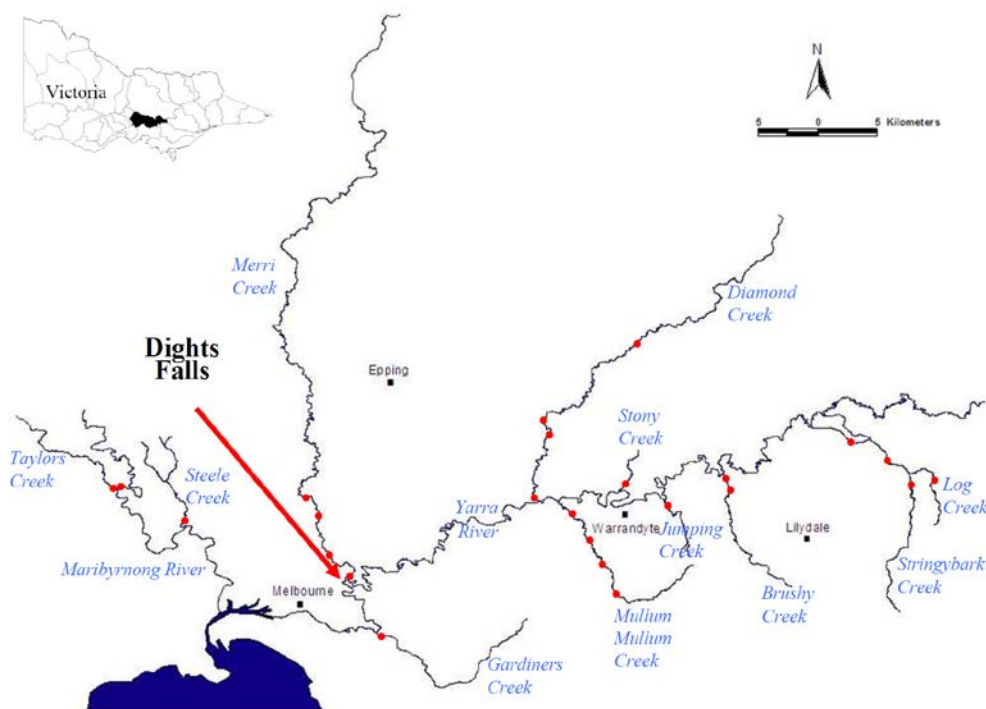 Victoria
N
5 0 5 Kilometers
Merri
Creek
Diamond
Creek
Dights
Falls
Epping
Stony
Creek
Taylors
Creek
Steele
Creek
Yarra
River
Warrandyte
Jumping
Creek
Lilydale
Log
Creek
Maribyrnong River
Melbourne
Stringybark
Creek
Brushy
Creek
Mullum
Mullum
Creek
Gardiners
Creek